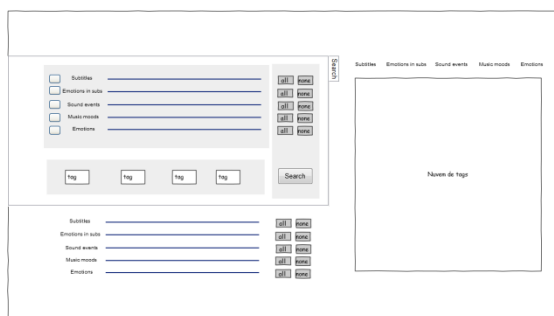 Search
Subtitles all none
Emotions in subs all none
Sound events all none
Music moods all none
Emotions all none
tag tag tag tag Search
Subtitles all none
Emotions in subs all none
Sound events all none
Music moods all none
Emotions all none
Subtitles Emotions in subs Sound events Music moods Emotions
Nuvem de tags